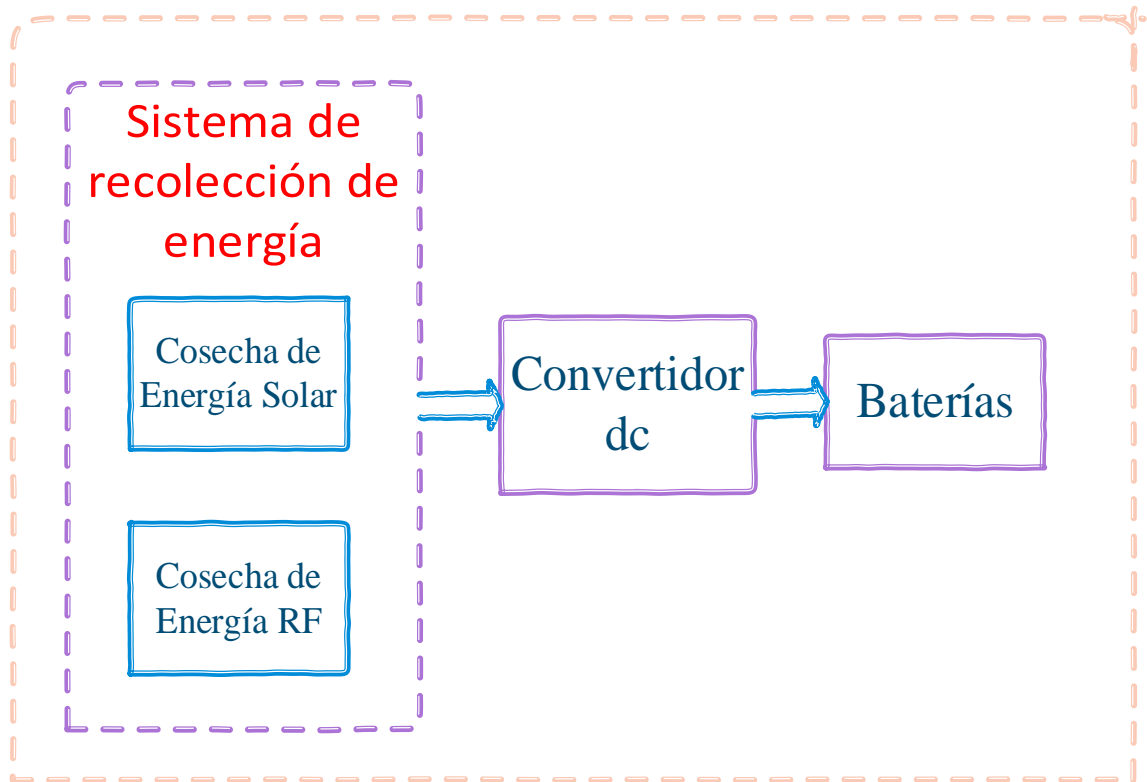 Sistema de
recolección de
energía
Cosecha de
Energía Solar
Convertidor
dc
Baterías
Cosecha de
Energía RF